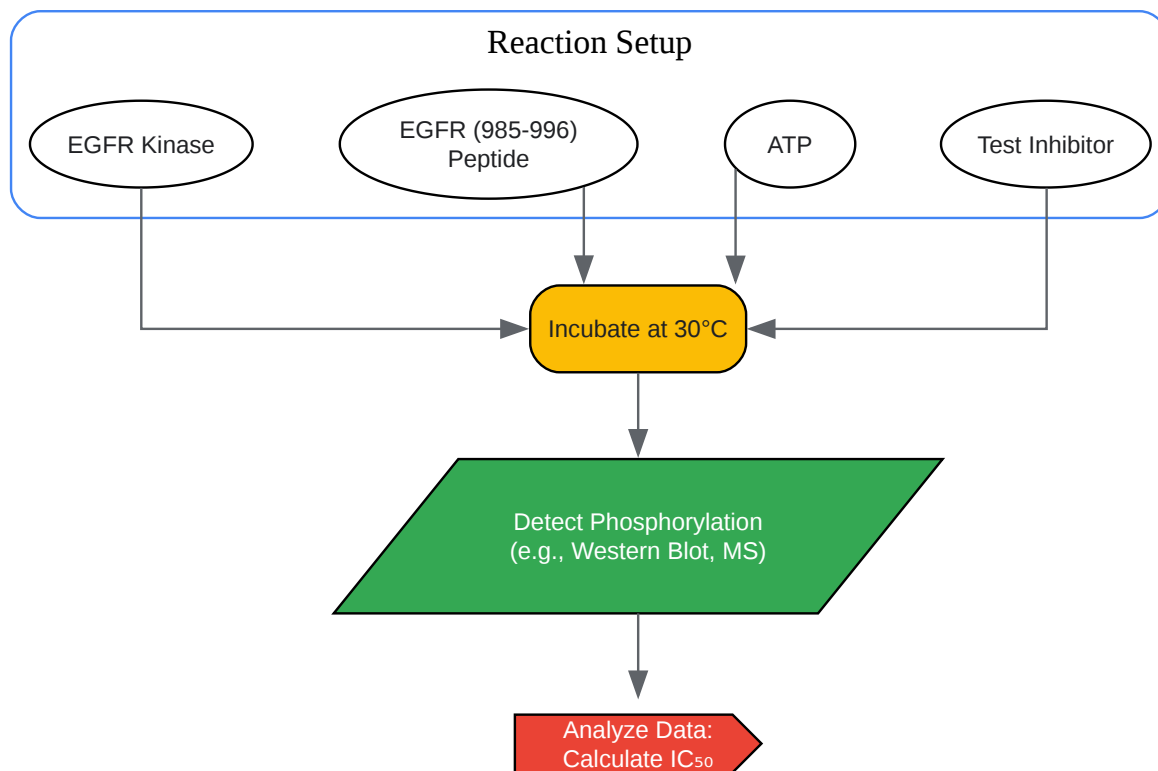 Reaction Setup
EGFR Kinase
EGFR (985-996)
Peptide
ATP
Test Inhibitor
Incubate at 30°C
Detect Phosphorylation
(e.g., Western Blot, MS)
Analyze Data:
Calculate IC₅₀